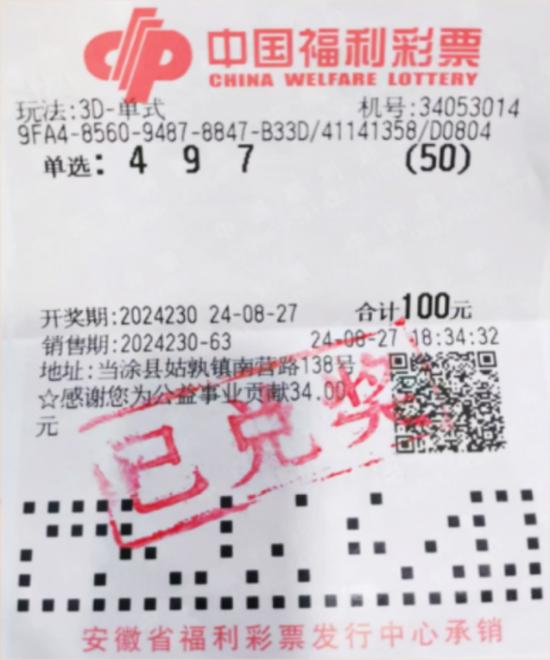 中国福利彩票
CHINA WELFARE LOTTERY
玩法:3D-单式 机号:34053014
9FA4-8560-9487-8847-B33D/41141358/D0804
单选: 4 9 7 (50)
开奖期:2024230 24-08-27 合计100元
销售期:2024230-63 24-08-27 18:34:32
地址:当涂县姑孰镇南营路138号
☆感谢您为公益事业贡献34.00
元
已兑奖
安徽省福利彩票发行中心承销